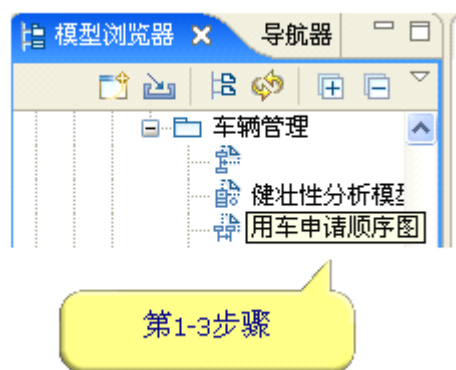 模型浏览器 导航器
车辆管理
健壮性分析模型
用车申请顺序图
第1-3步骤